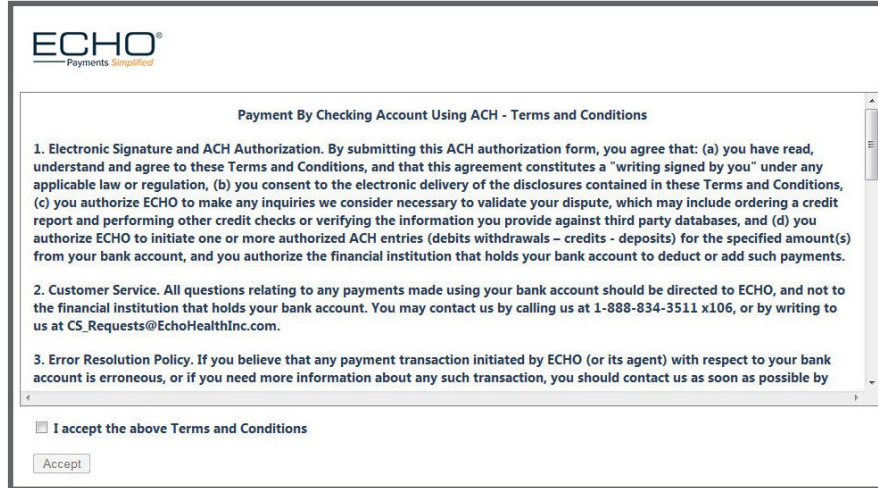 ECHO®
Payments Simplified
Payment By Checking Account Using ACH - Terms and Conditions
1. Electronic Signature and ACH Authorization. By submitting this ACH authorization form, you agree that: (a) you have read,
understand and agree to these Terms and Conditions, and that this agreement constitutes a "writing signed by you" under any
applicable law or regulation, (b) you consent to the electronic delivery of the disclosures contained in these Terms and Conditions,
(c) you authorize ECHO to make any inquiries we consider necessary to validate your dispute, which may include ordering a credit
report and performing other credit checks or verifying the information you provide against third party databases, and (d) you
authorize ECHO to initiate one or more authorized ACH entries (debits withdrawals – credits - deposits) for the specified amount(s)
from your bank account, and you authorize the financial institution that holds your bank account to deduct or add such payments.
2. Customer Service. All questions relating to any payments made using your bank account should be directed to ECHO, and not to
the financial institution that holds your bank account. You may contact us by calling us at 1-888-834-3511 x106, or by writing to
us at CS_Requests@EchoHealthInc.com.
3. Error Resolution Policy. If you believe that any payment transaction initiated by ECHO (or its agent) with respect to your bank
account is erroneous, or if you need more information about any such transaction, you should contact us as soon as possible by
I accept the above Terms and Conditions
Accept